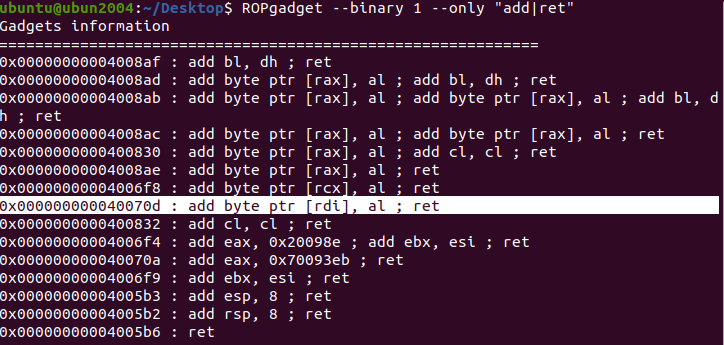 ubuntu@ubun2004:~/Desktop$ ROPgadget --binary 1 --only "add|ret"
Gadgets information
============================================================
0x00000000004008af : add bl, dh ; ret
0x00000000004008ad : add byte ptr [rax], al ; add bl, dh ; ret
0x00000000004008ab : add byte ptr [rax], al ; add byte ptr [rax], al ; add bl, d
h ; ret
0x00000000004008ac : add byte ptr [rax], al ; add byte ptr [rax], al ; ret
0x0000000000400830 : add byte ptr [rax], al ; add cl, cl ; ret
0x00000000004008ae : add byte ptr [rax], al ; ret
0x00000000004006f8 : add byte ptr [rcx], al ; ret
0x000000000040070d : add byte ptr [rdi], al ; ret
0x0000000000400832 : add cl, cl ; ret
0x00000000004006f4 : add eax, 0x20098e ; add ebx, esi ; ret
0x000000000040070a : add eax, 0x70093eb ; ret
0x00000000004006f9 : add ebx, esi ; ret
0x00000000004005b3 : add esp, 8 ; ret
0x00000000004005b2 : add rsp, 8 ; ret
0x00000000004005b6 : ret